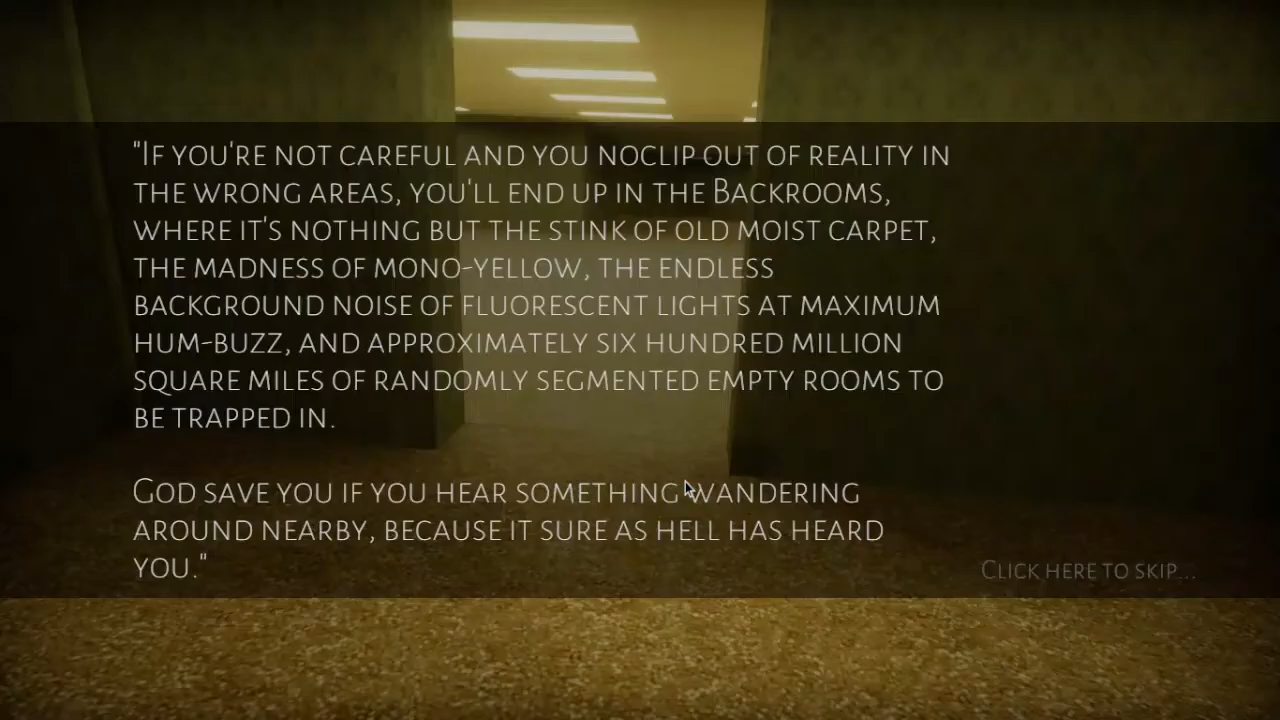 "If you're not careful and you noclip out of reality in
the wrong areas, you'll end up in the Backrooms,
where it's nothing but the stink of old moist carpet,
the madness of mono-yellow, the endless
background noise of fluorescent lights at maximum
hum-buzz, and approximately six hundred million
square miles of randomly segmented empty rooms to
be trapped in.
God save you if you hear something wandering
around nearby, because it sure as hell has heard
you."
Click here to skip...